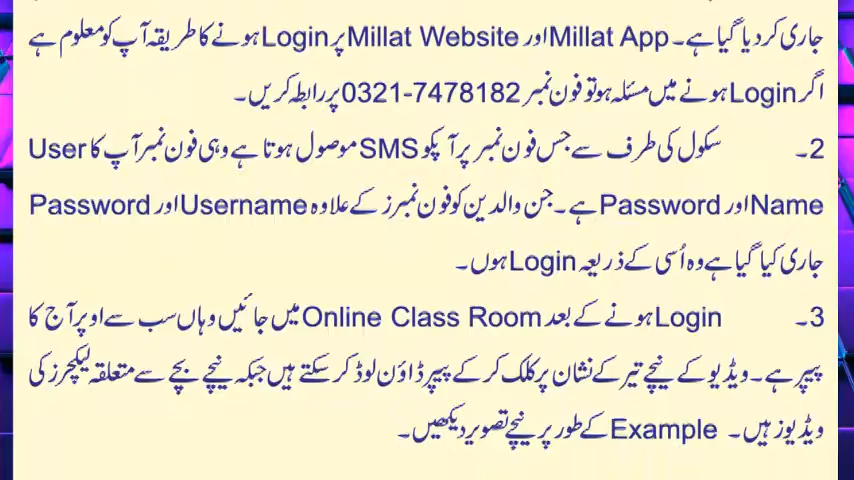 جاری کر دیا گیا ہے۔ Millat App اور Millat Website پر Login ہونے کا طریقہ آپ کو معلوم ہے
اگر Login ہونے میں مسئلہ ہو تو فون نمبر 0321-7478182 پر رابطہ کریں۔
2۔ سکول کی طرف سے جس فون نمبر پر آپکو SMS موصول ہوتا ہے وہی فون نمبر آپ کا User
Name اور Password ہے۔ جن والدین کو فون نمبرز کے علاوہ Username اور Password
جاری کیا گیا ہے وہ اُسی کے ذریعہ Login ہوں۔
3۔ Login ہونے کے بعد Online Class Room میں جائیں وہاں سب سے اوپر آج کا
پیپر ہے۔ ویڈیو کے نیچے تیر کے نشان پر کلک کر کے پیپر ڈاؤن لوڈ کر سکتے ہیں جبکہ نیچے بچے سے متعلقہ لیکچرز کی
ویڈیوز ہیں۔ Example کے طور پر نیچے تصویر دیکھیں۔